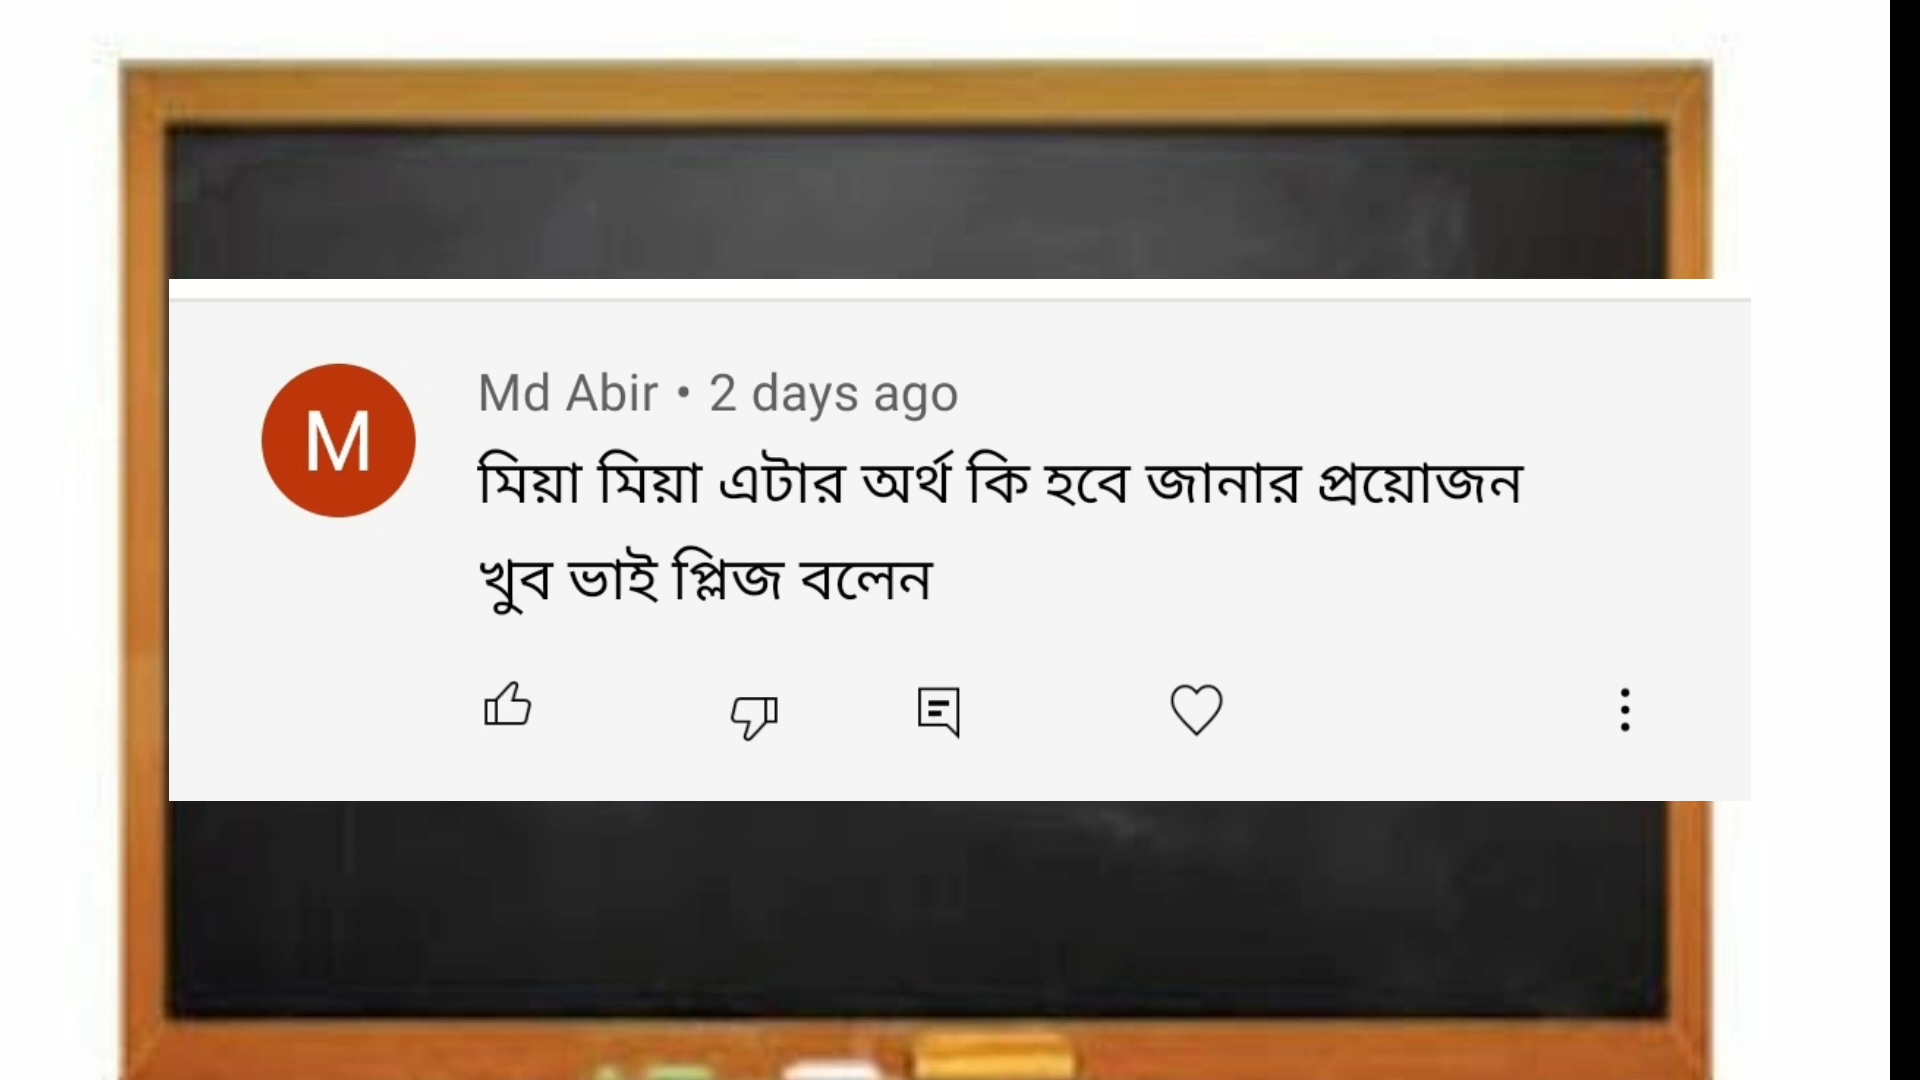 M
Md Abir • 2 days ago
মিয়া মিয়া এটার অর্থ কি হবে জানার প্রয়োজন
খুব ভাই প্লিজ বলেন